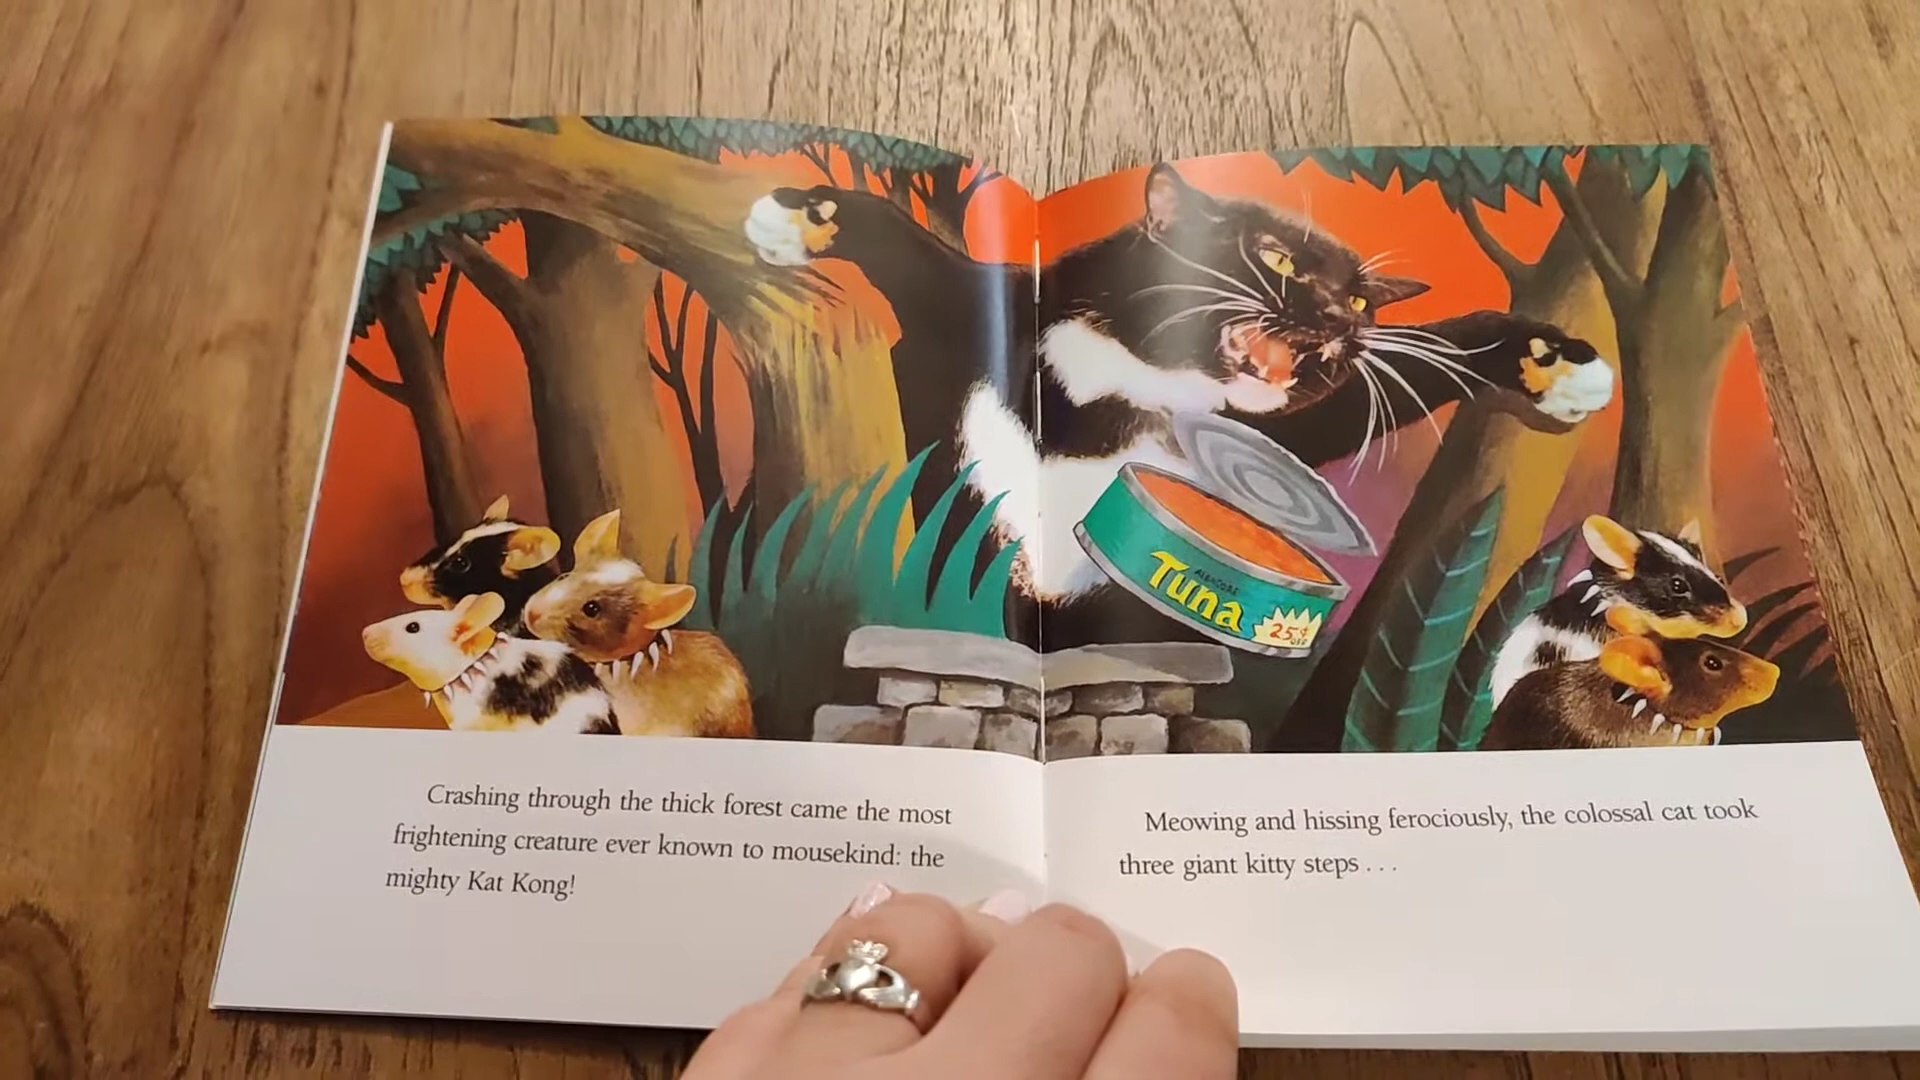 ALBACORE
Tuna
25¢
OFF
Crashing through the thick forest came the most
frightening creature ever known to mousekind: the
mighty Kat Kong!
Meowing and hissing ferociously, the colossal cat took
three giant kitty steps . . .